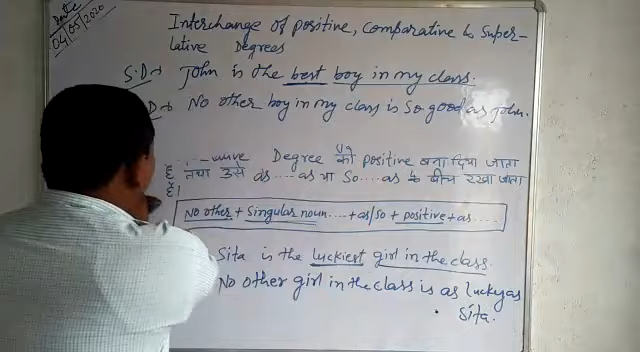 Date
04/05/2020
Interchange of positive, comparative & Super-
lative Degrees
S.D→ John is the best boy in my class.
D→ No other boy in my class is so good as John.
Degree को positive बना दिया जाता
तथा उसे as....as या So....as के बीच रखा जाता
है।
No other + Singular noun....+as/so + positive +as.....
Sita is the luckiest girl in the class.
No other girl in the class is as lucky as
Sita.